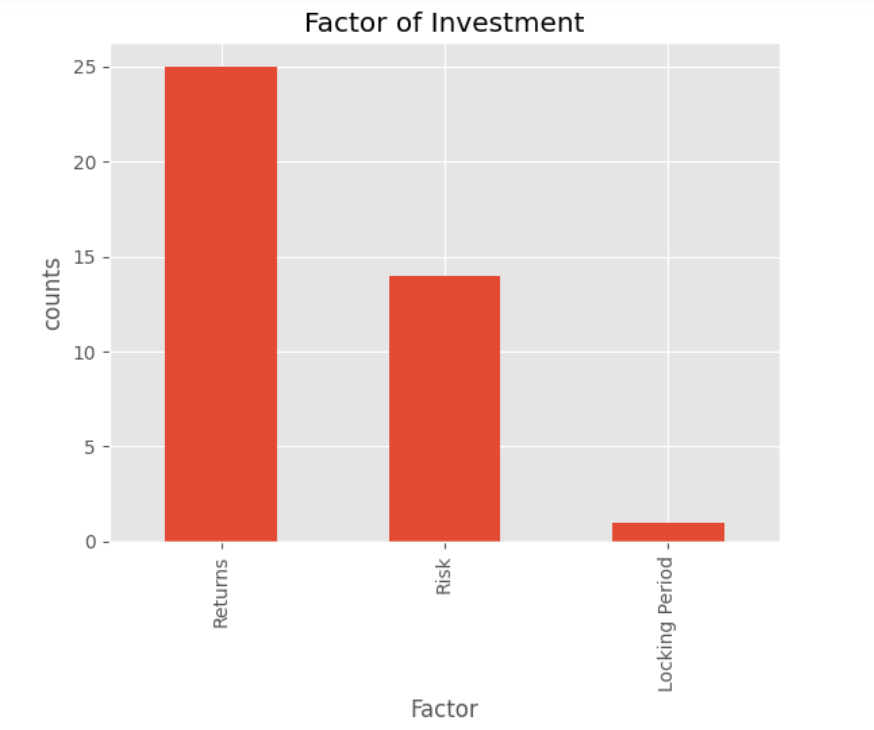 Factor of Investment
25
20
15
10
5
0
counts
Returns
Risk
Locking Period
Factor